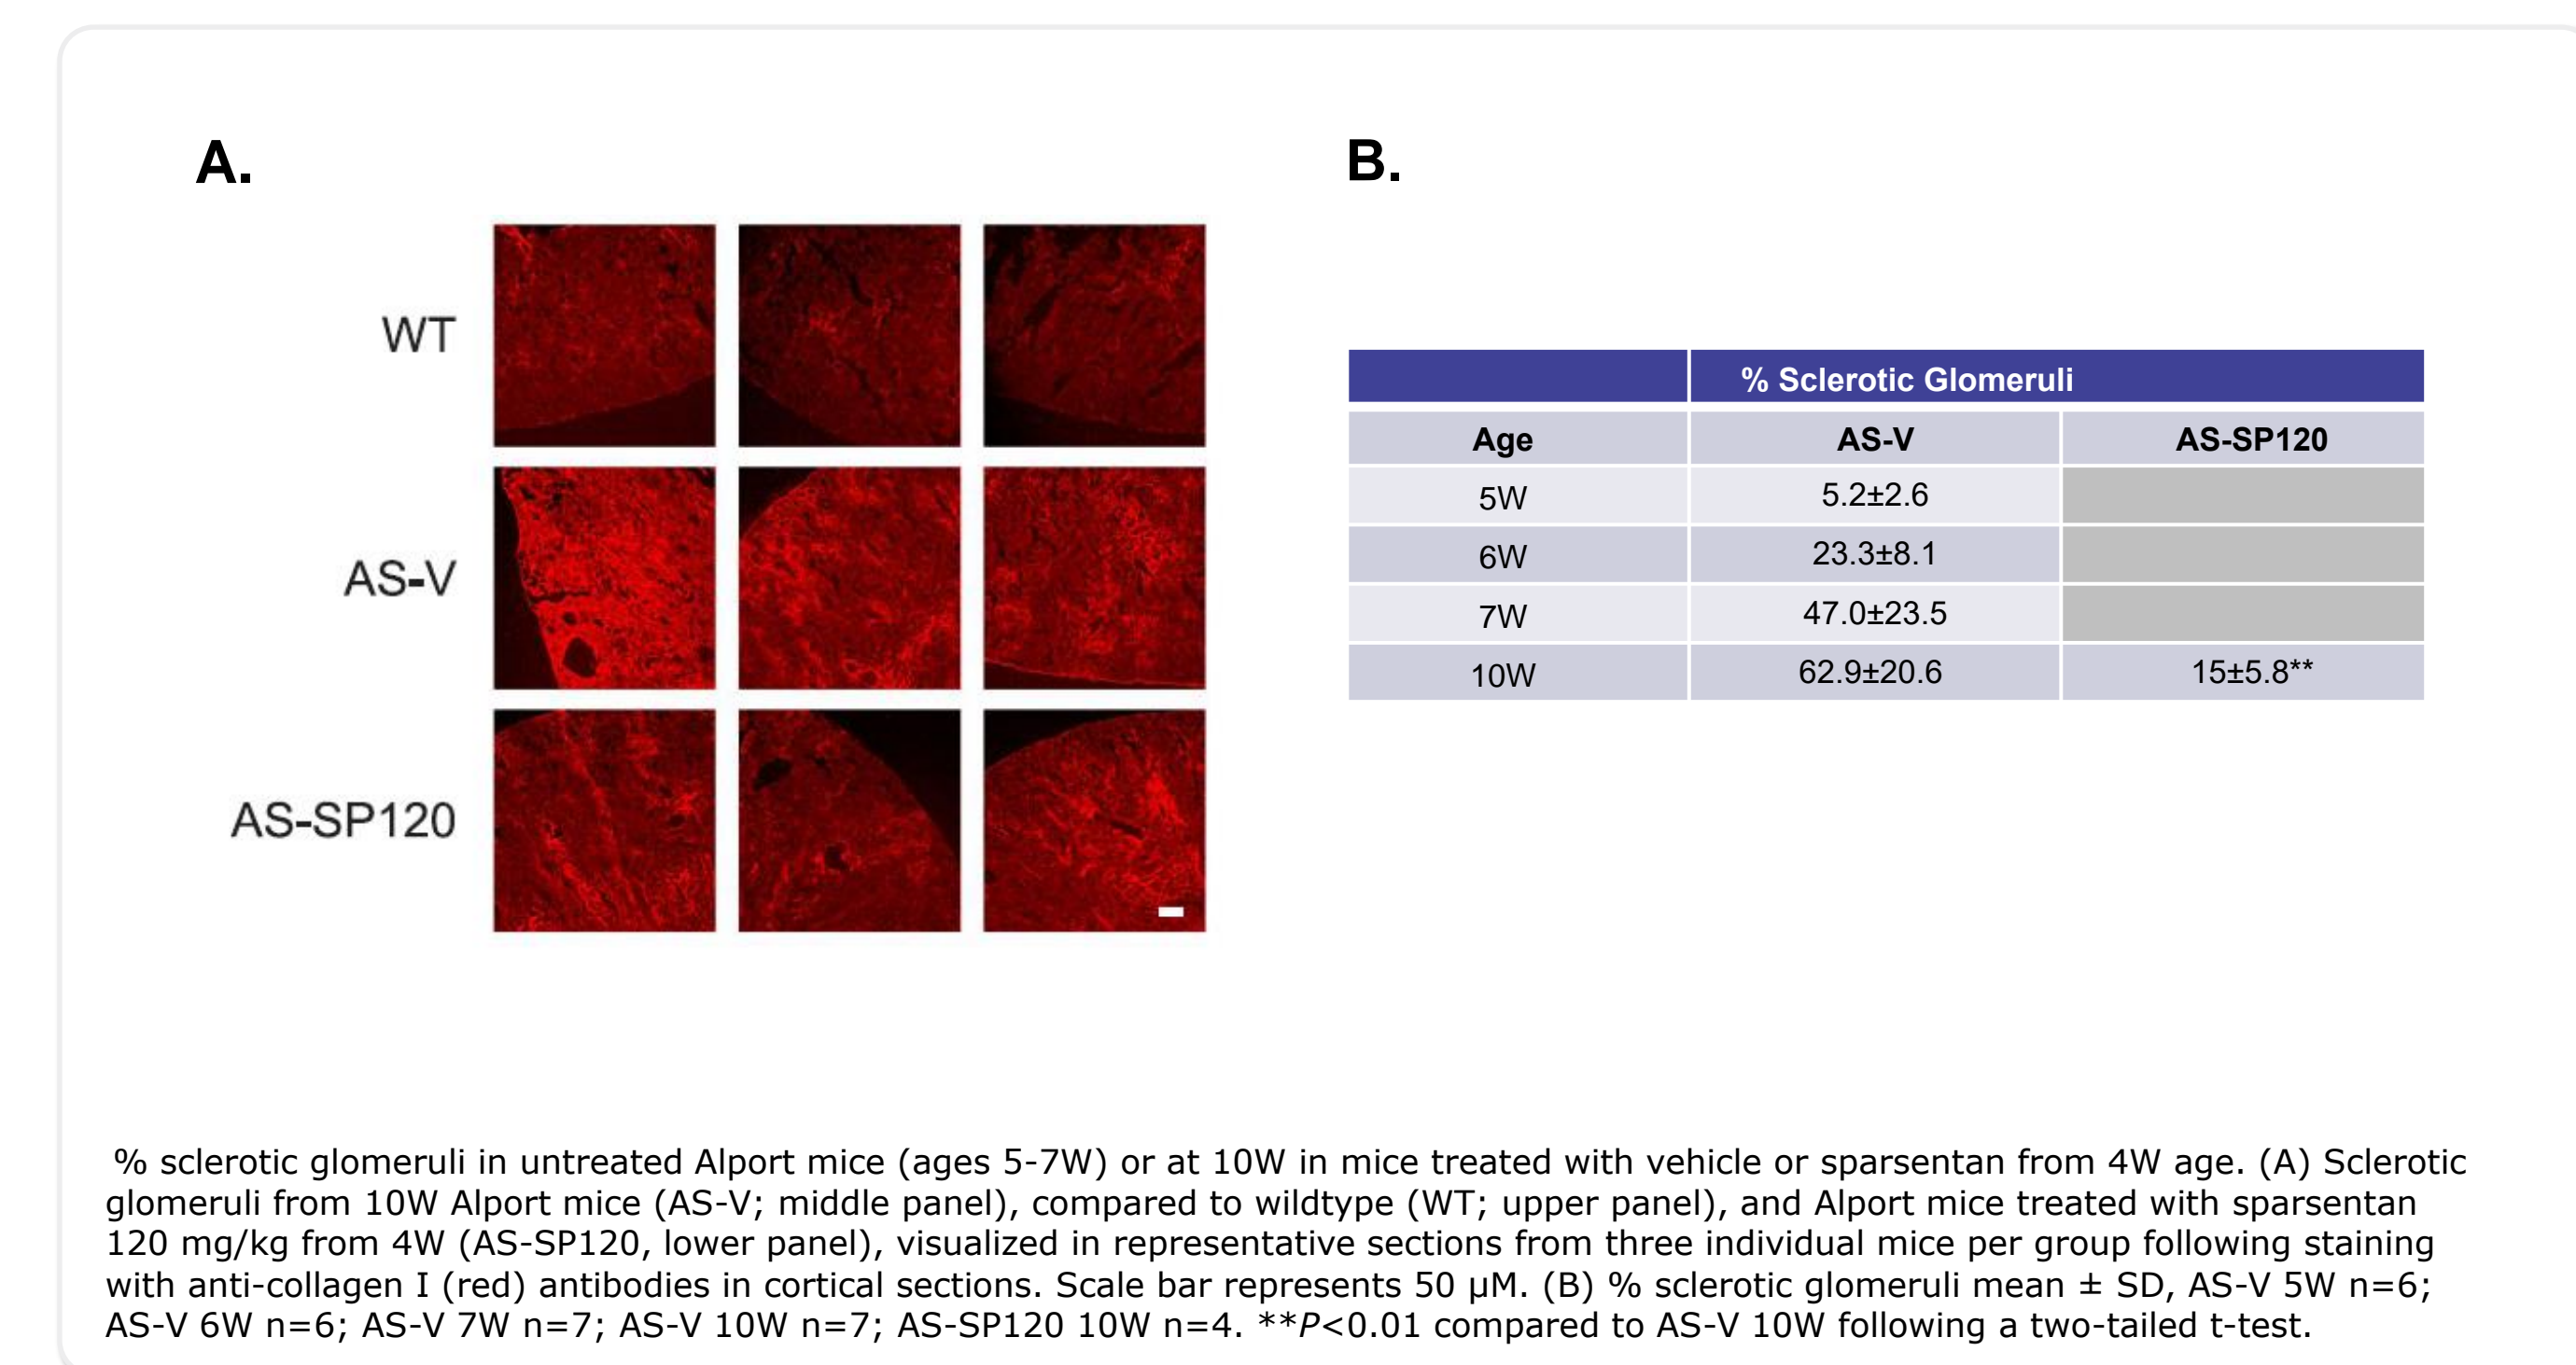 A.
B.
WT
AS-V
AS-SP120
% Sclerotic Glomeruli
Age AS-V AS-SP120
5W 5.2±2.6
6W 23.3±8.1
7W 47.0±23.5
10W 62.9±20.6 15±5.8**
% sclerotic glomeruli in untreated Alport mice (ages 5-7W) or at 10W in mice treated with vehicle or sparsentan from 4W age. (A) Sclerotic
glomeruli from 10W Alport mice (AS-V; middle panel), compared to wildtype (WT; upper panel), and Alport mice treated with sparsentan
120 mg/kg from 4W (AS-SP120, lower panel), visualized in representative sections from three individual mice per group following staining
with anti-collagen I (red) antibodies in cortical sections. Scale bar represents 50 µM. (B) % sclerotic glomeruli mean ± SD, AS-V 5W n=6;
AS-V 6W n=6; AS-V 7W n=7; AS-V 10W n=7; AS-SP120 10W n=4. **P<0.01 compared to AS-V 10W following a two-tailed t-test.